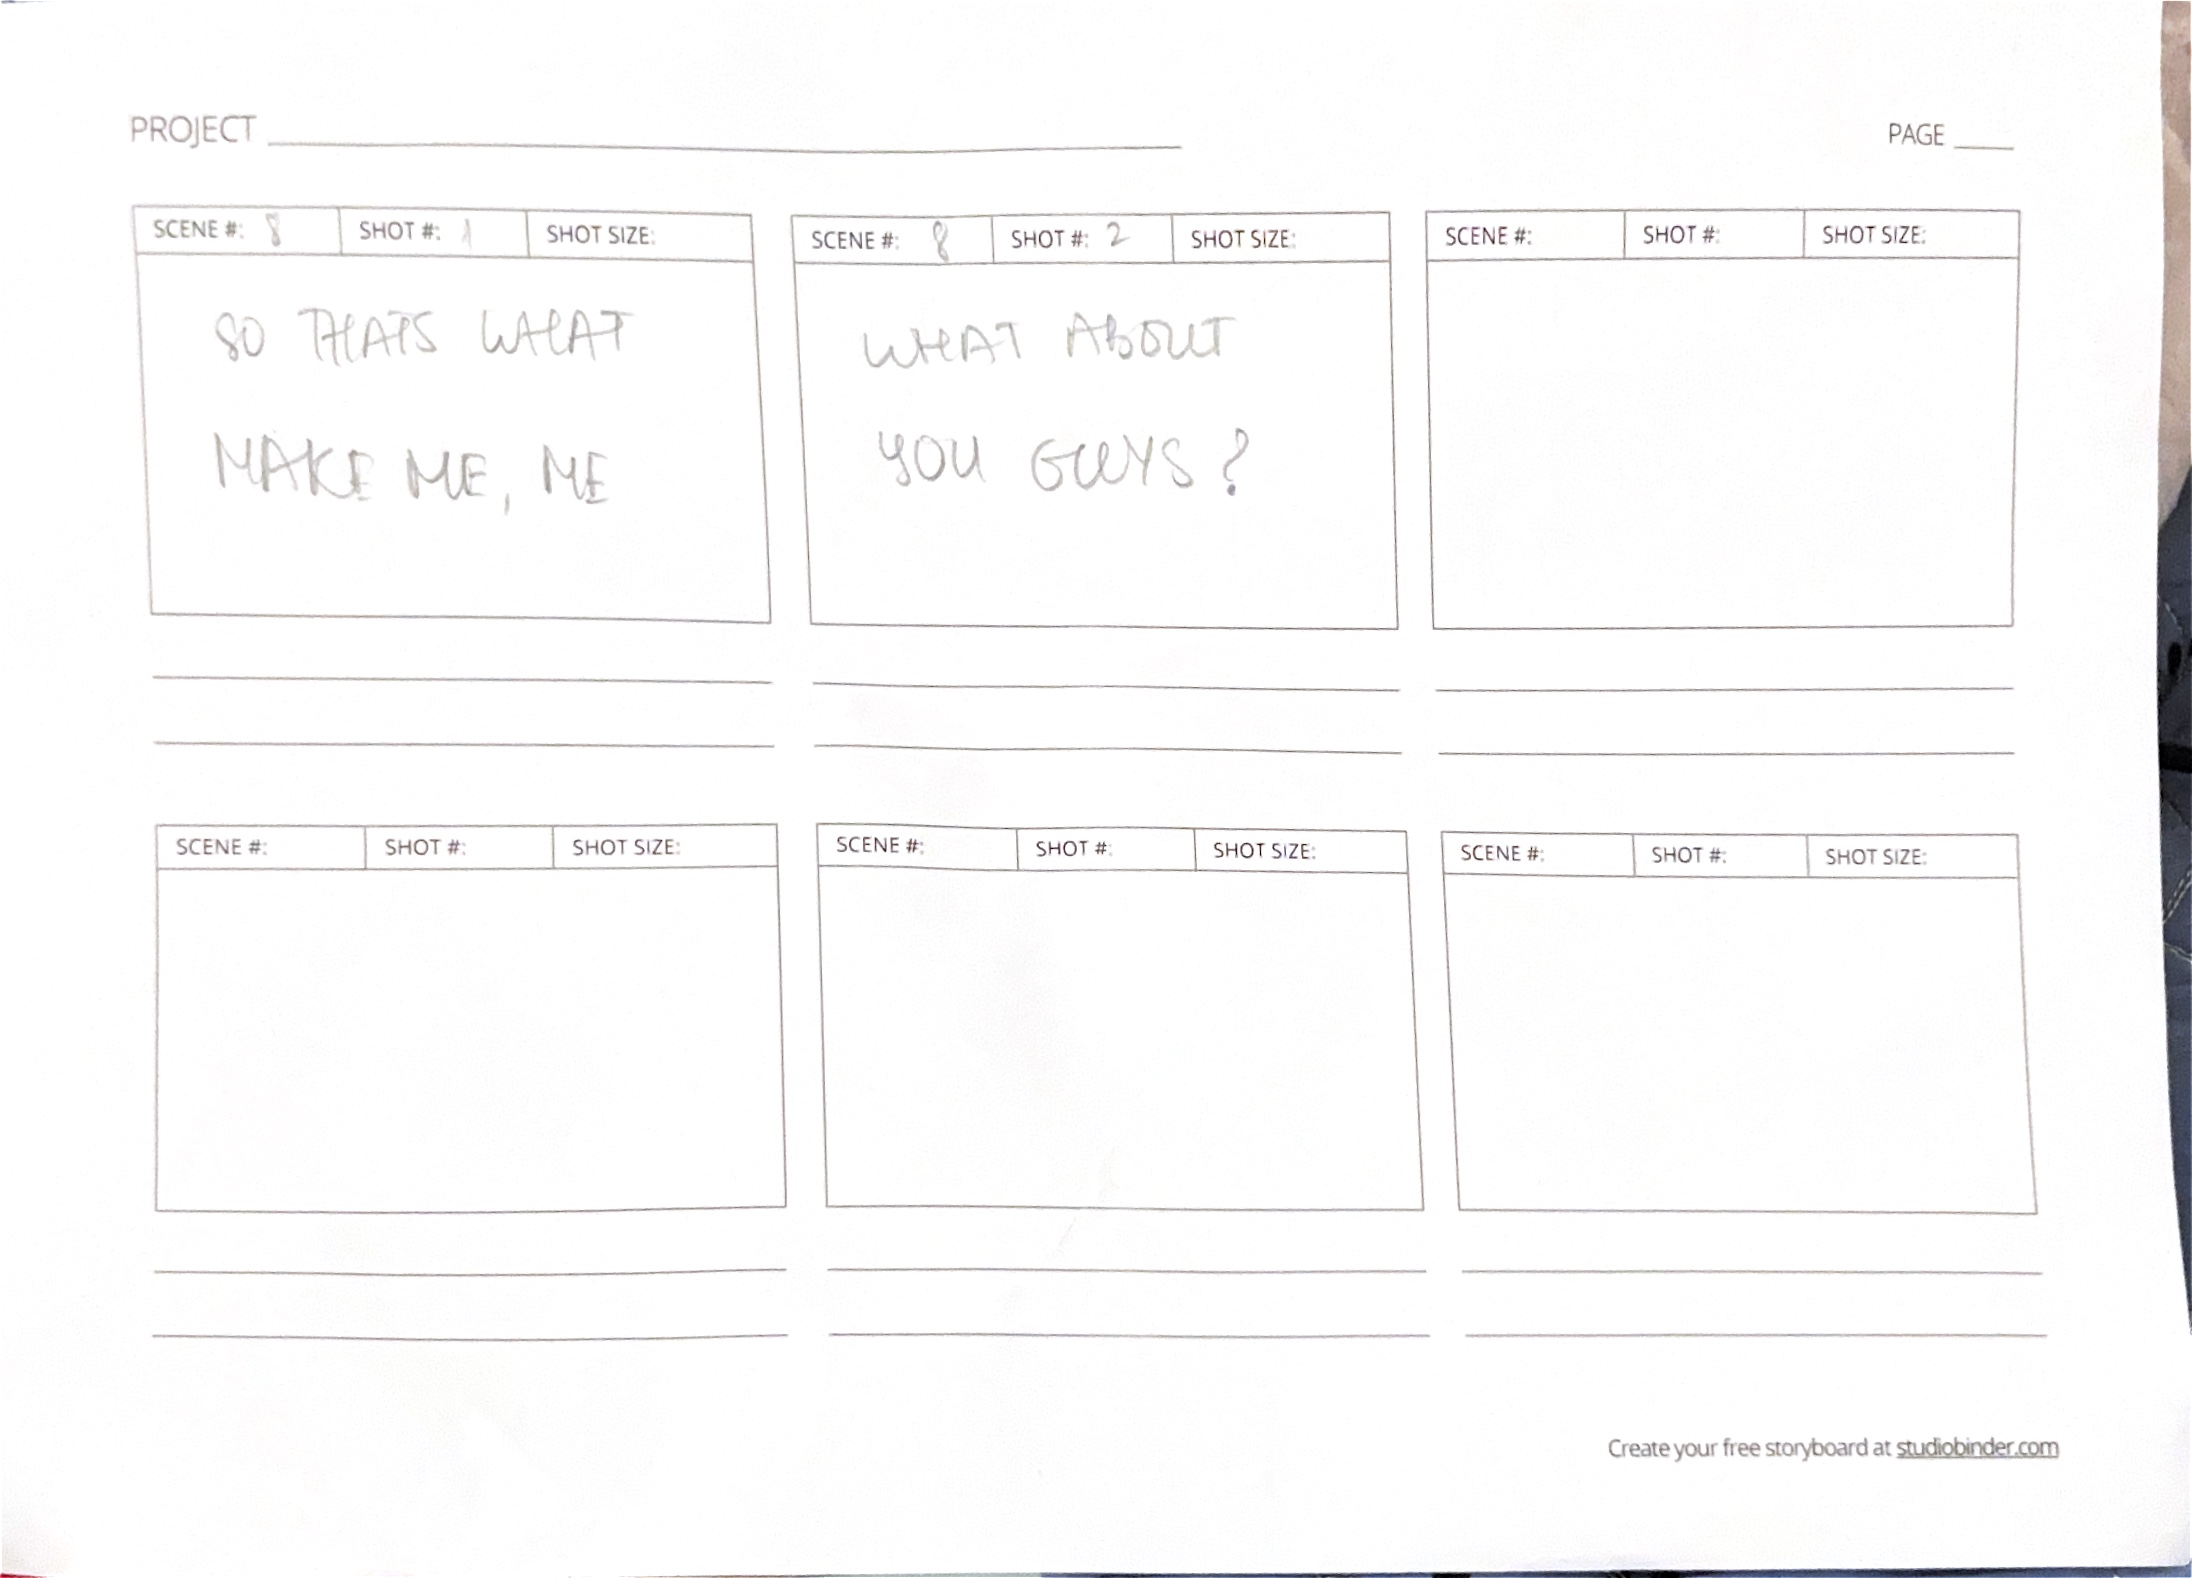 PROJECT PAGE
SCENE #: 8 SHOT #: 1 SHOT SIZE:
SO THATS WHAT
MAKE ME, ME
SCENE #: 8 SHOT #: 2 SHOT SIZE:
WHAT ABOUT
YOU GUYS?
SCENE #: SHOT #: SHOT SIZE:
SCENE #: SHOT #: SHOT SIZE:
SCENE #: SHOT #: SHOT SIZE:
SCENE #: SHOT #: SHOT SIZE:
Create your free storyboard at studiobinder.com